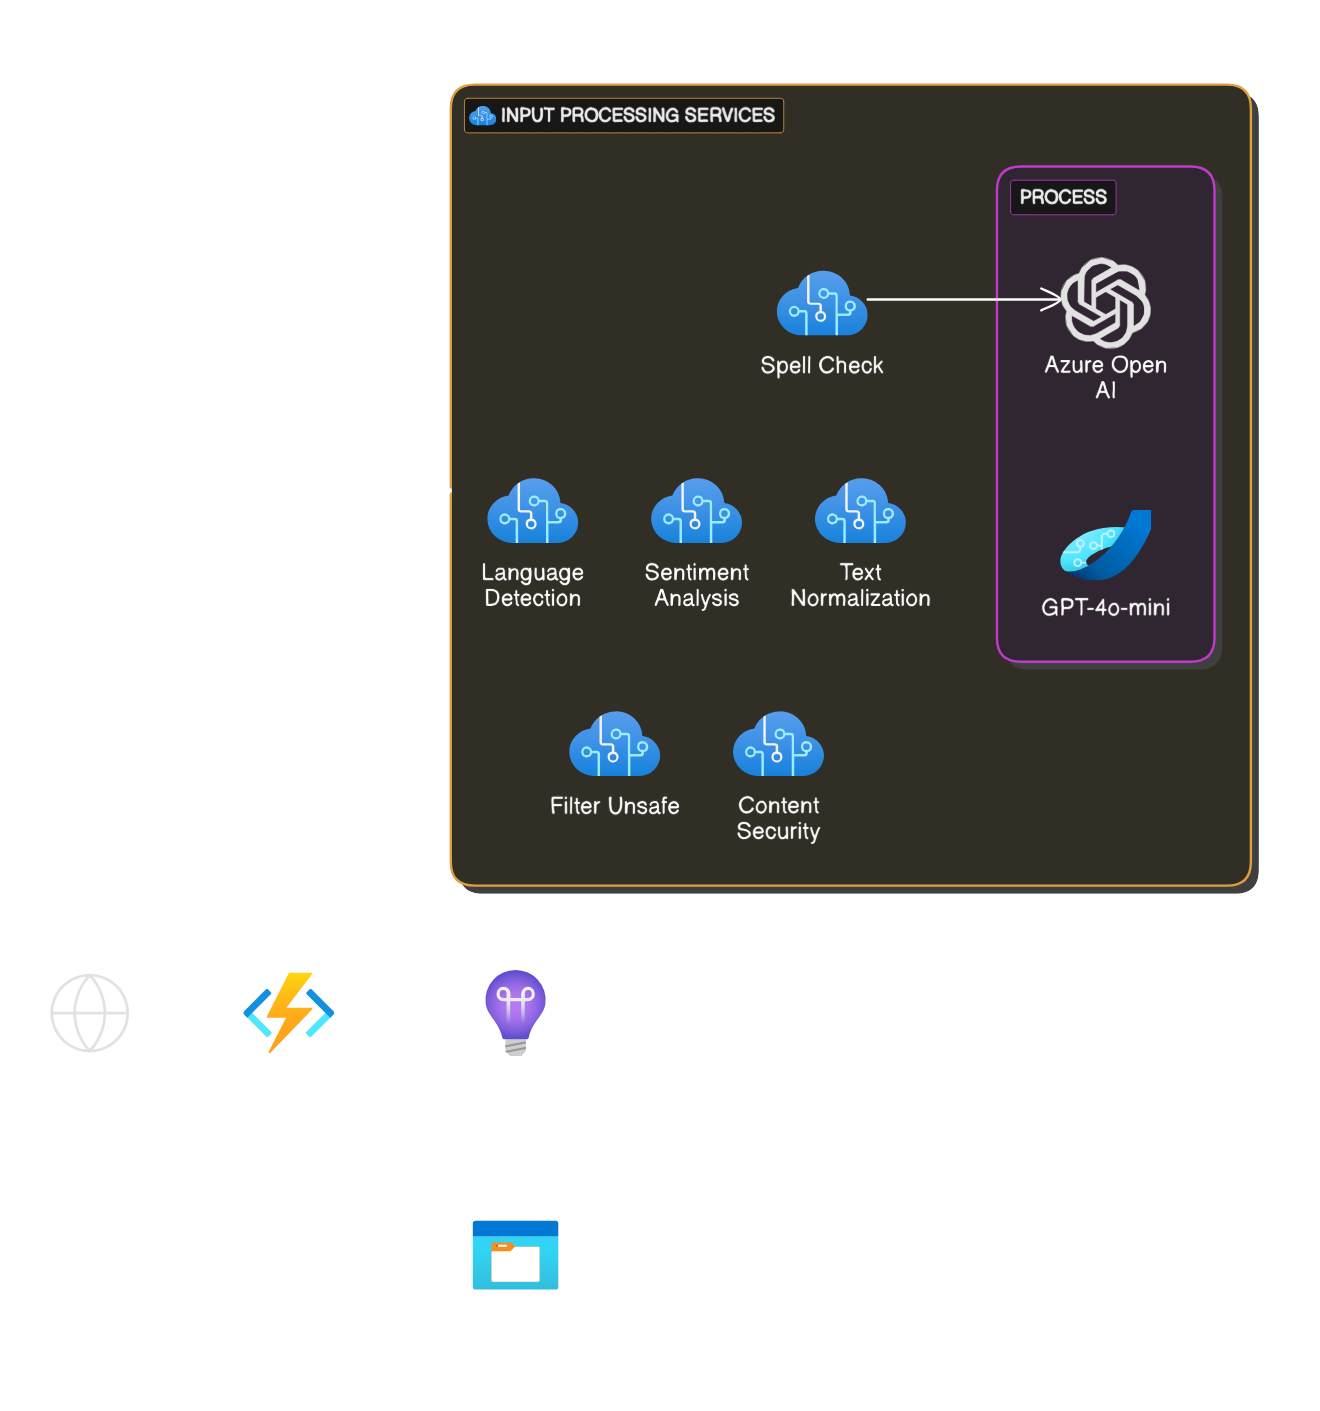 INPUT PROCESSING SERVICES
PROCESS
Spell Check
Azure Open
AI
Language
Detection
Sentiment
Analysis
Text
Normalization
GPT-4o-mini
Filter Unsafe
Content
Security